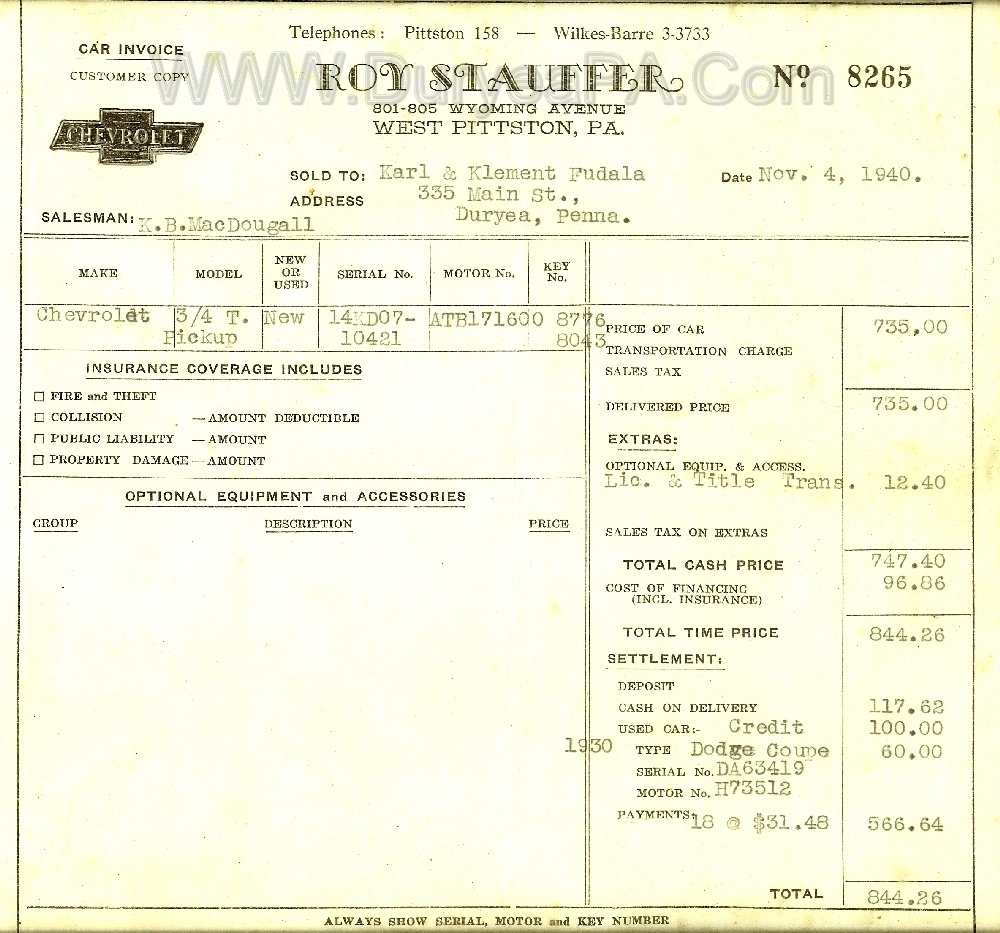 Telephones: Pittston 158 — Wilkes-Barre 3-3733
CAR INVOICE
CUSTOMER COPY
WWW.DuryeaPA.Com
ROY STAUFFER
Nº 8265
801-805 WYOMING AVENUE
WEST PITTSTON, PA.
CHEVROLET
SOLD TO: Karl & Klement Fudala
Date Nov. 4, 1940.
ADDRESS 335 Main St.,
Duryea, Penna.
SALESMAN: K.B.MacDougall
MAKE MODEL NEW OR USED SERIAL No. MOTOR No. KEY No.
Chevrolet 3/4 T. New 14KD07- ATB171600 8776
Pickup 10421 8043
INSURANCE COVERAGE INCLUDES
FIRE and THEFT
COLLISION — AMOUNT DEDUCTIBLE
PUBLIC LIABILITY — AMOUNT
PROPERTY DAMAGE — AMOUNT
OPTIONAL EQUIPMENT and ACCESSORIES
GROUP DESCRIPTION PRICE
PRICE OF CAR 735,00
TRANSPORTATION CHARGE
SALES TAX
DELIVERED PRICE 735.00
EXTRAS:
OPTIONAL EQUIP. & ACCESS.
Lic. & Title Trans. 12.40
SALES TAX ON EXTRAS
TOTAL CASH PRICE 747.40
COST OF FINANCING 96.86
(INCL. INSURANCE)
TOTAL TIME PRICE 844.26
SETTLEMENT:
DEPOSIT
CASH ON DELIVERY 117.62
USED CAR:- Credit 100.00
1930 TYPE Dodge Coupe 60.00
SERIAL No. DA63419
MOTOR No. H73512
PAYMENTS: 18 @ $31.48 566.64
TOTAL 844.26
ALWAYS SHOW SERIAL, MOTOR and KEY NUMBER